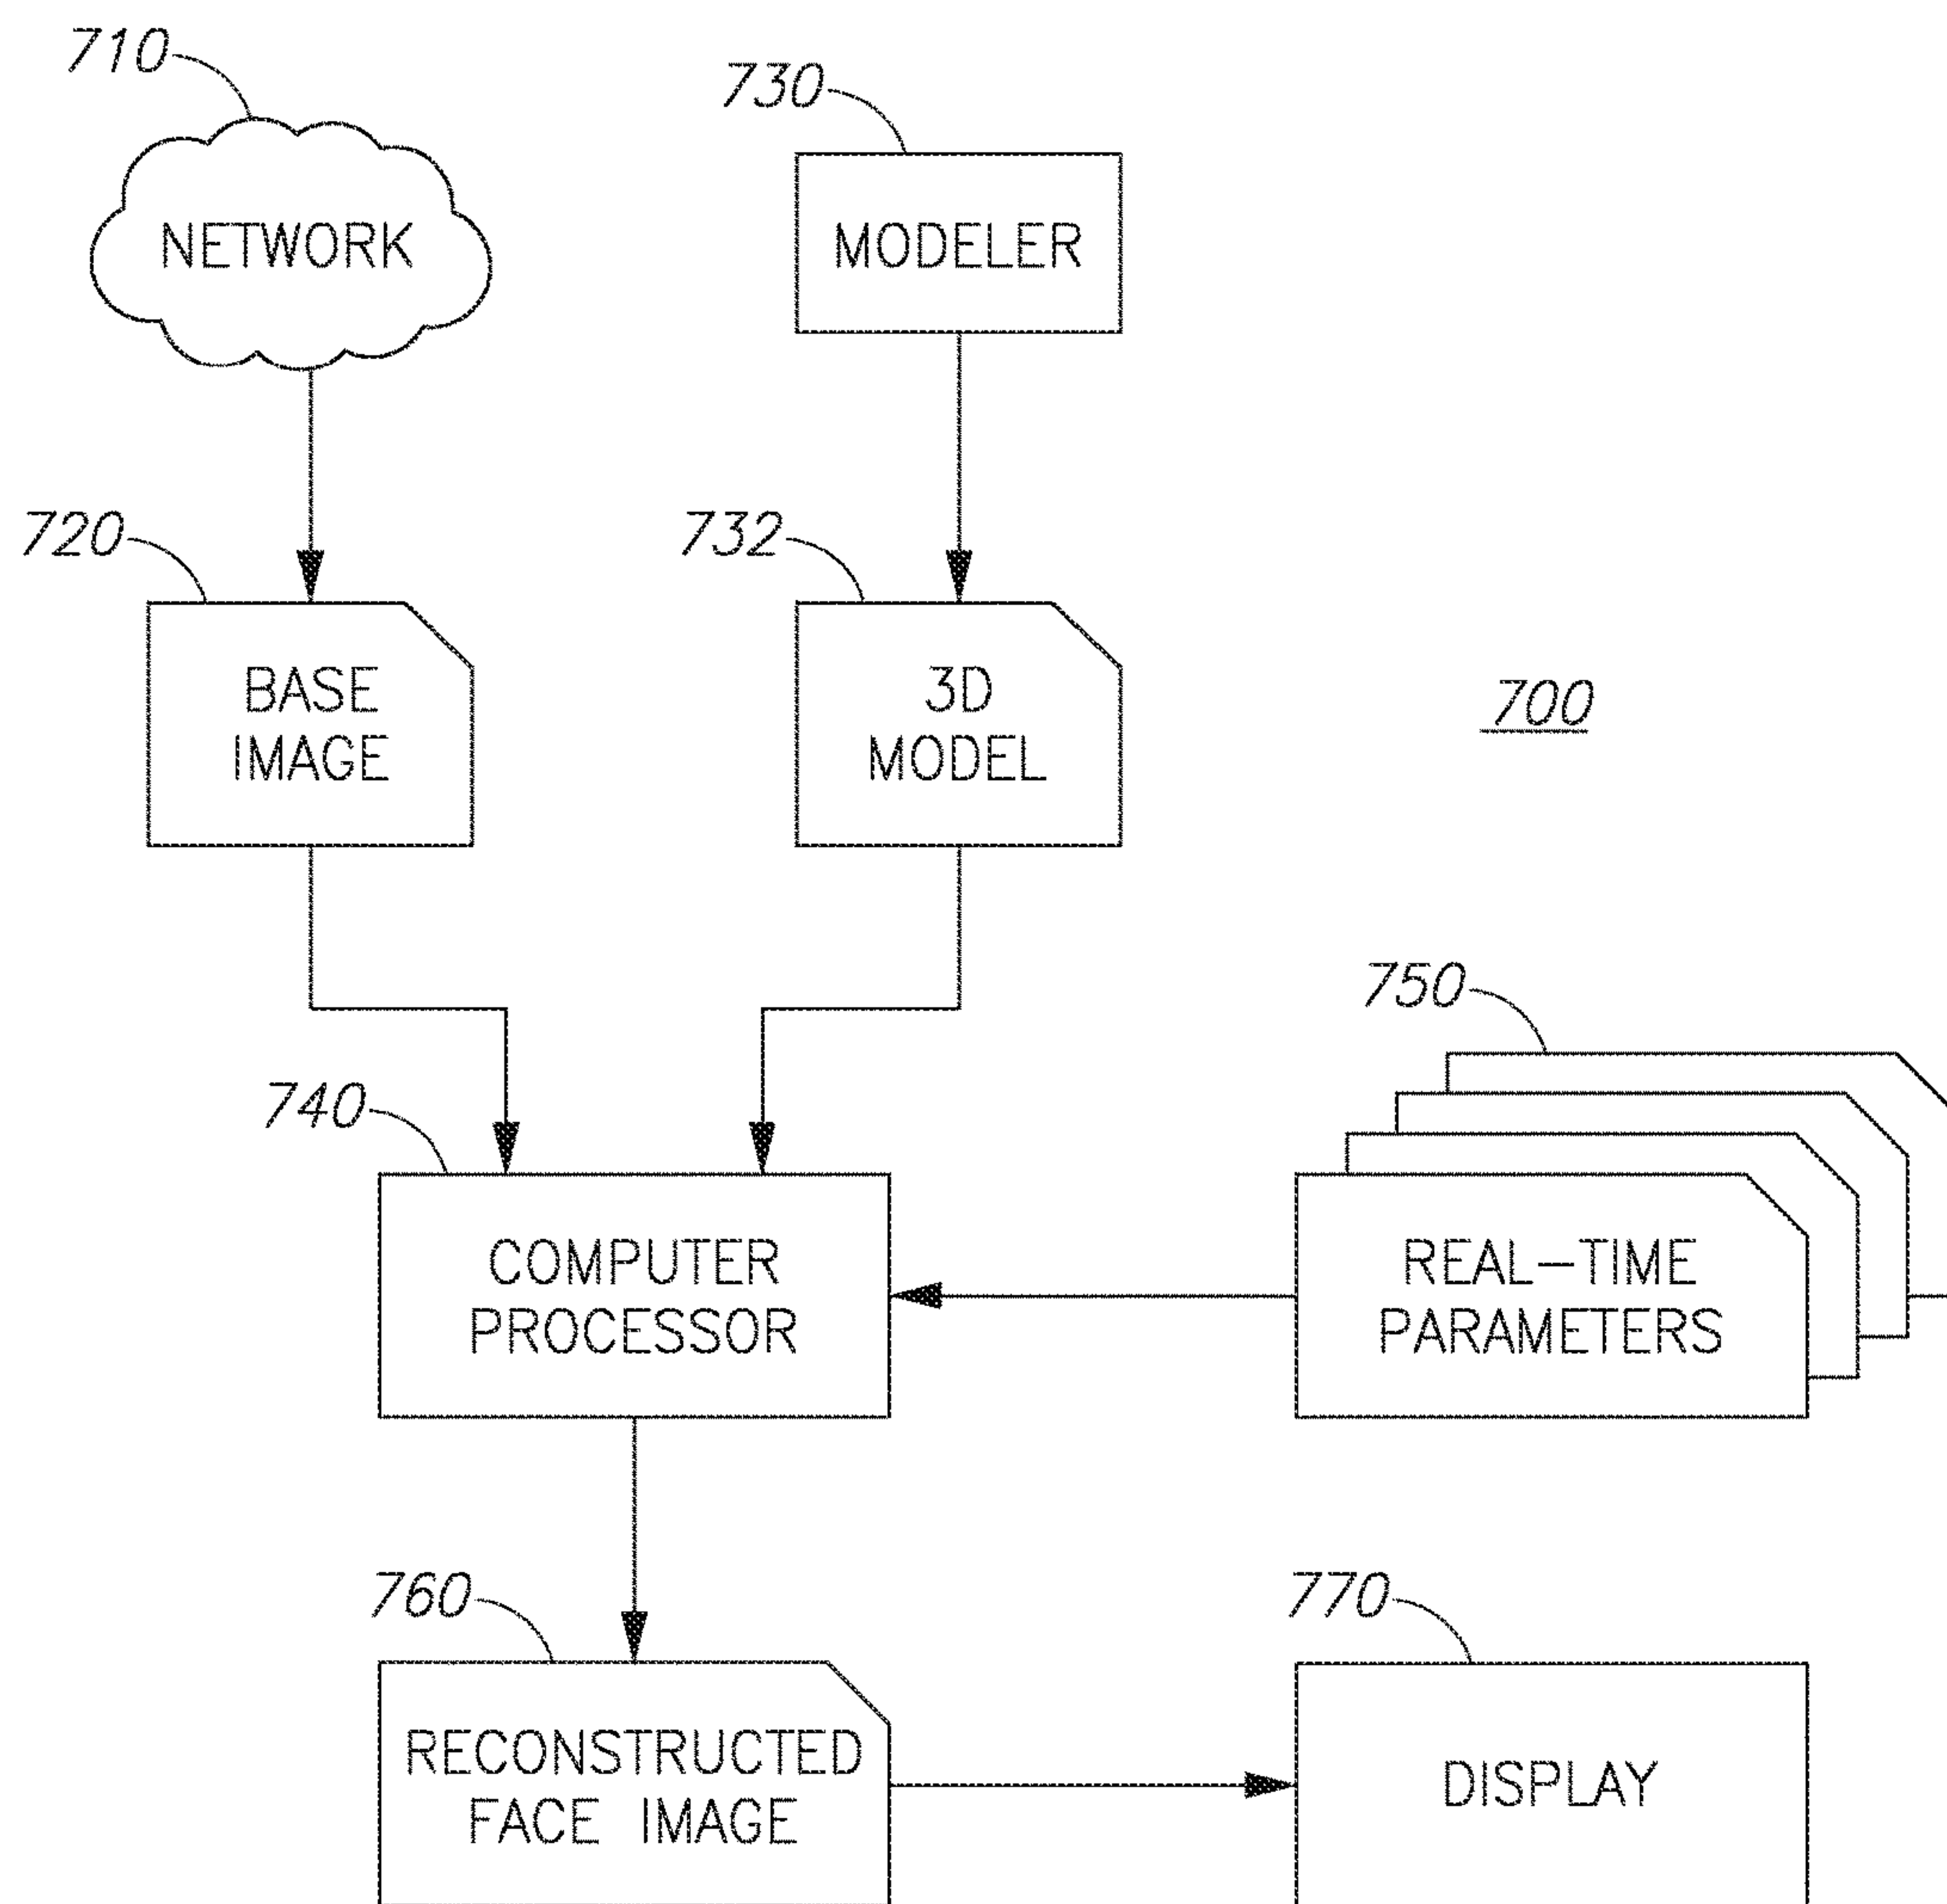 710
730
NETWORK
MODELER
720
732
BASE
IMAGE
3D
MODEL
700
750
740
COMPUTER
PROCESSOR
REAL-TIME
PARAMETERS
760
770
RECONSTRUCTED
FACE IMAGE
DISPLAY